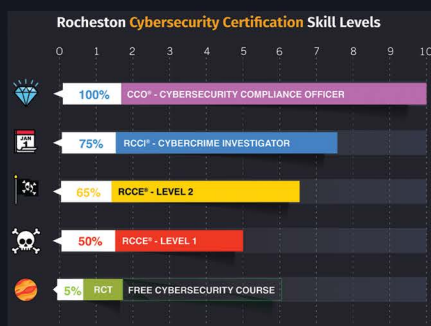 Rocheston Cybersecurity Certification Skill Levels
0 1 2 3 4 5 6 7 8 9 10
100% CCO® - CYBERSECURITY COMPLIANCE OFFICER
JAN 1
75% RCCI® - CYBERCRIME INVESTIGATOR
65% RCCE® - LEVEL 2
50% RCCE® - LEVEL 1
5% RCT FREE CYBERSECURITY COURSE